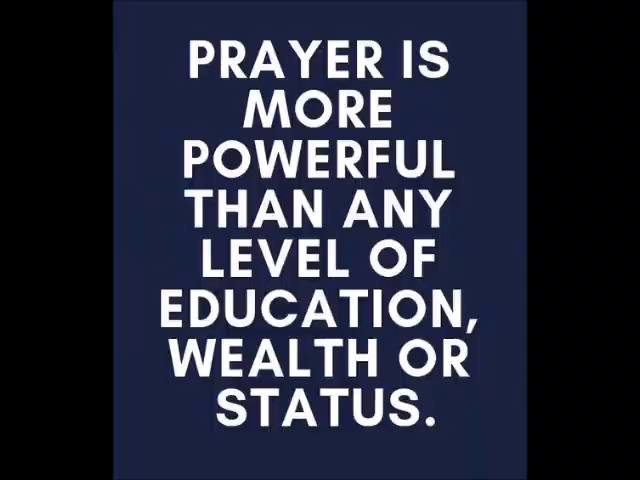 PRAYER IS
MORE
POWERFUL
THAN ANY
LEVEL OF
EDUCATION,
WEALTH OR
STATUS.